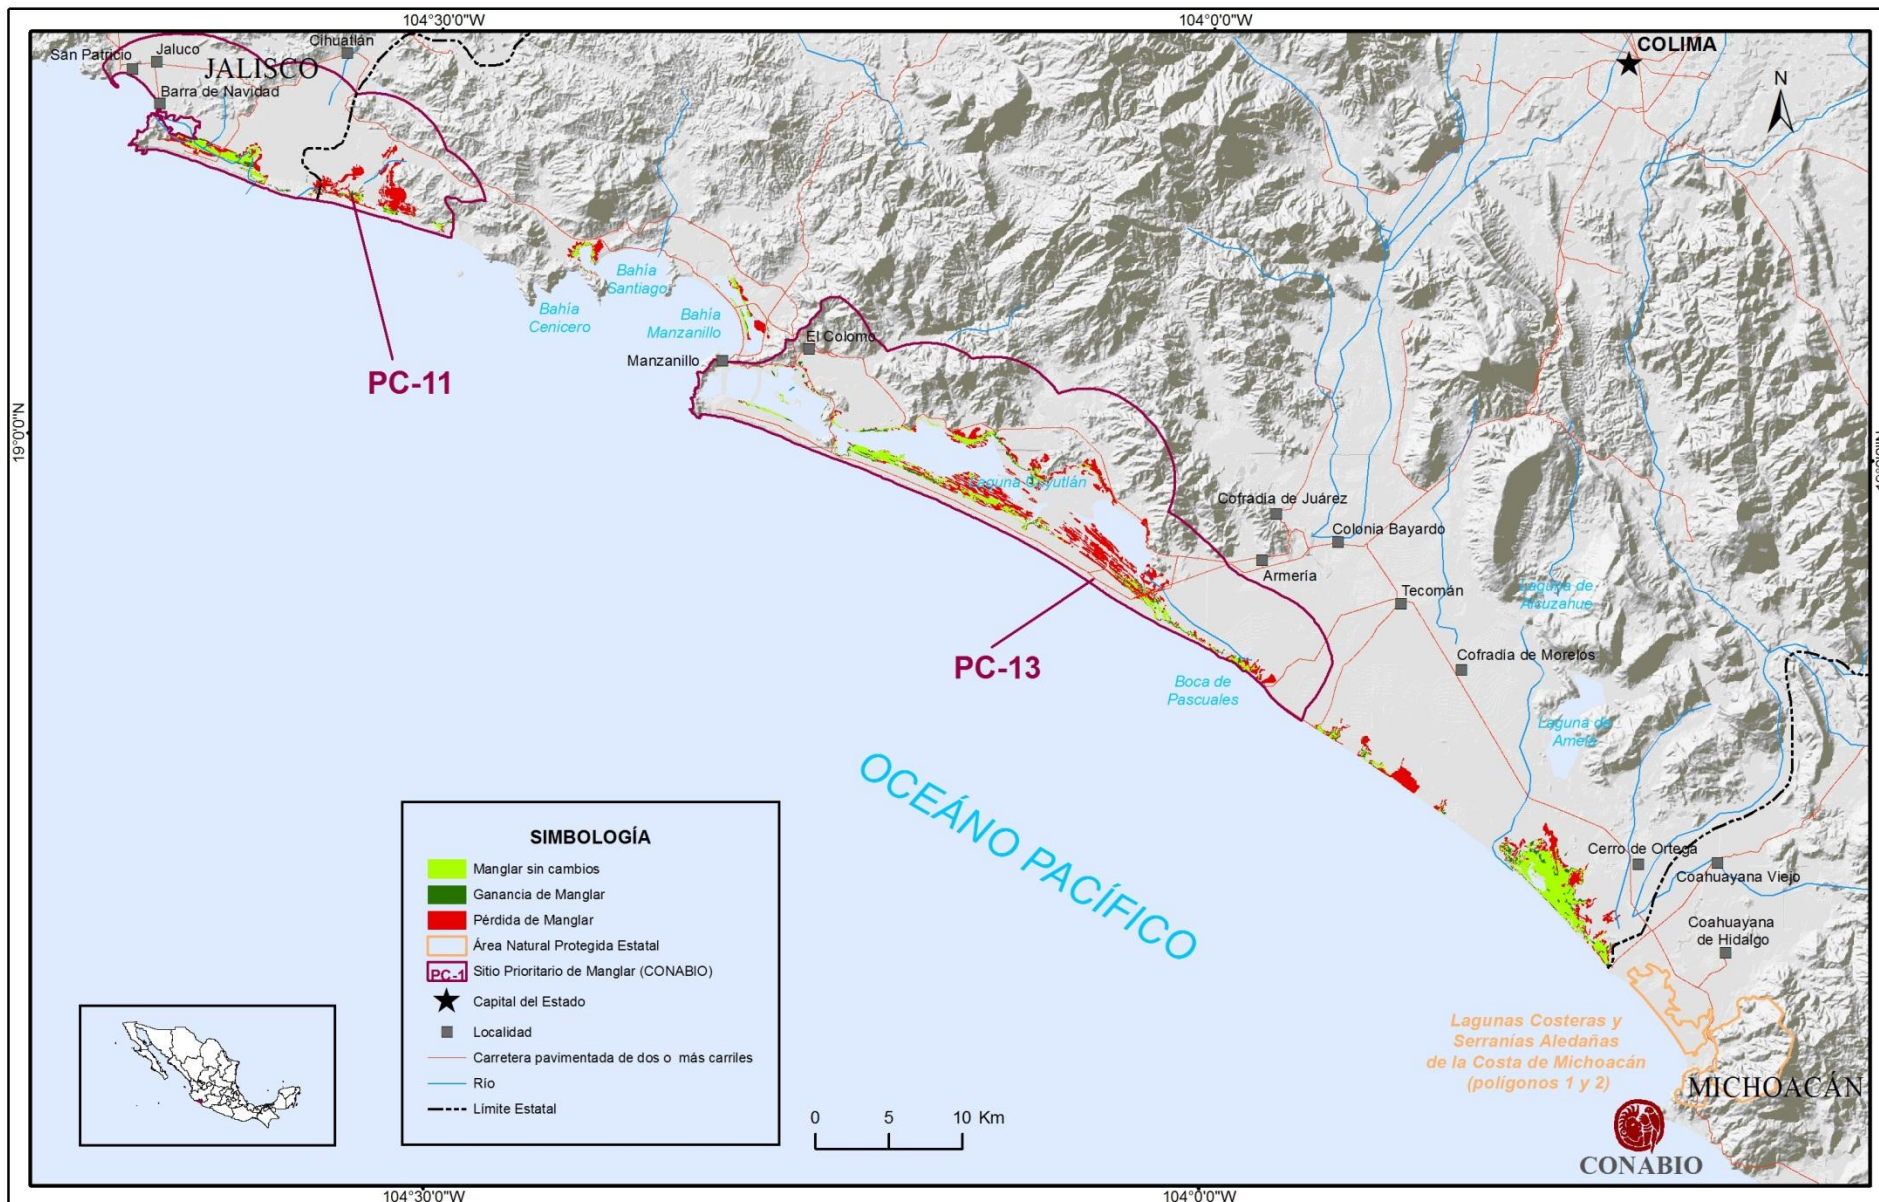 104°30'0"W
104°0'0"W
San Patricio
Jaluco
Cihuatlán
JALISCO
Barra de Navidad
COLIMA
N
Bahía
Santiago
Bahía
Cenicero
Bahía
Manzanillo
El Colomo
Manzanillo
PC-11
19°0'0"N
19°0'0"N
Laguna Cuyutlán
Cofradía de Juárez
Colonia Bayardo
Armería
Tecomán
Laguna de
Alcuzahue
Cofradía de Morelos
PC-13
Boca de
Pascuales
Laguna de
Amela
OCEÁNO PACÍFICO
Cerro de Ortega
Coahuayana Viejo
Coahuayana
de Hidalgo
SIMBOLOGÍA
Manglar sin cambios
Ganancia de Manglar
Pérdida de Manglar
Área Natural Protegida Estatal
PC-1 Sitio Prioritario de Manglar (CONABIO)
Capital del Estado
Localidad
Carretera pavimentada de dos o más carriles
Río
Límite Estatal
0 5 10 Km
Lagunas Costeras y
Serranías Aledañas
de la Costa de Michoacán
(polígonos 1 y 2)
MICHOACÁN
CONABIO
104°30'0"W
104°0'0"W